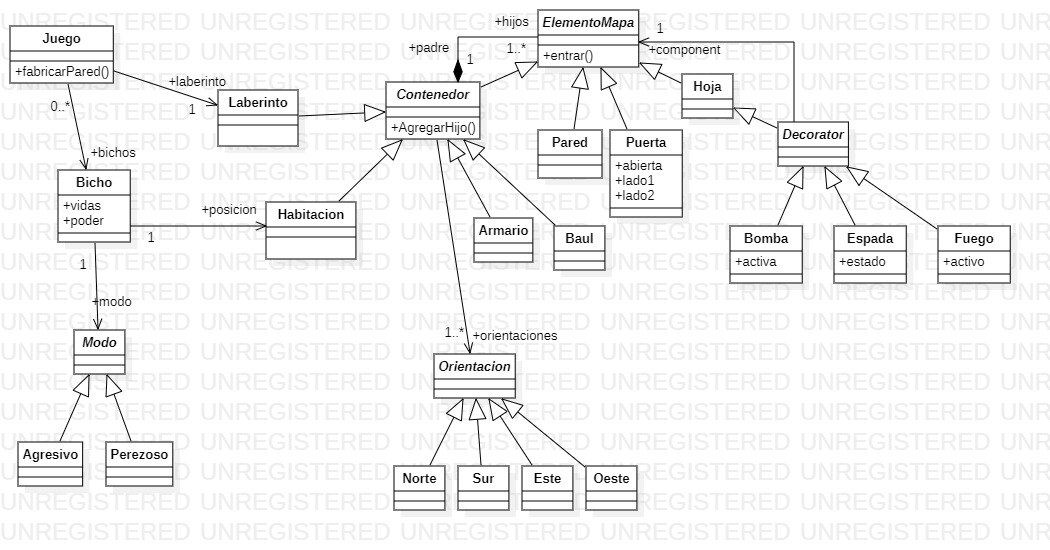 Juego
+fabricarPared()
+laberinto
1
0..*
+bichos
Laberinto
Bicho
+vidas
+poder
+posicion
1
Habitacion
1
+modo
Modo
Agresivo
Perezoso
+hijos
1..*
+padre
1
ElementoMapa
+entrar()
1
+component
Contenedor
+AgregarHijo()
Hoja
Decorator
Pared
Puerta
+abierta
+lado1
+lado2
Armario
Baul
Bomba
+activa
Espada
+estado
Fuego
+activo
1..*
+orientaciones
Orientacion
Norte
Sur
Este
Oeste
UNREGISTERED UNREGISTERED UNREGISTERED UNREGISTERED UNREGISTERED